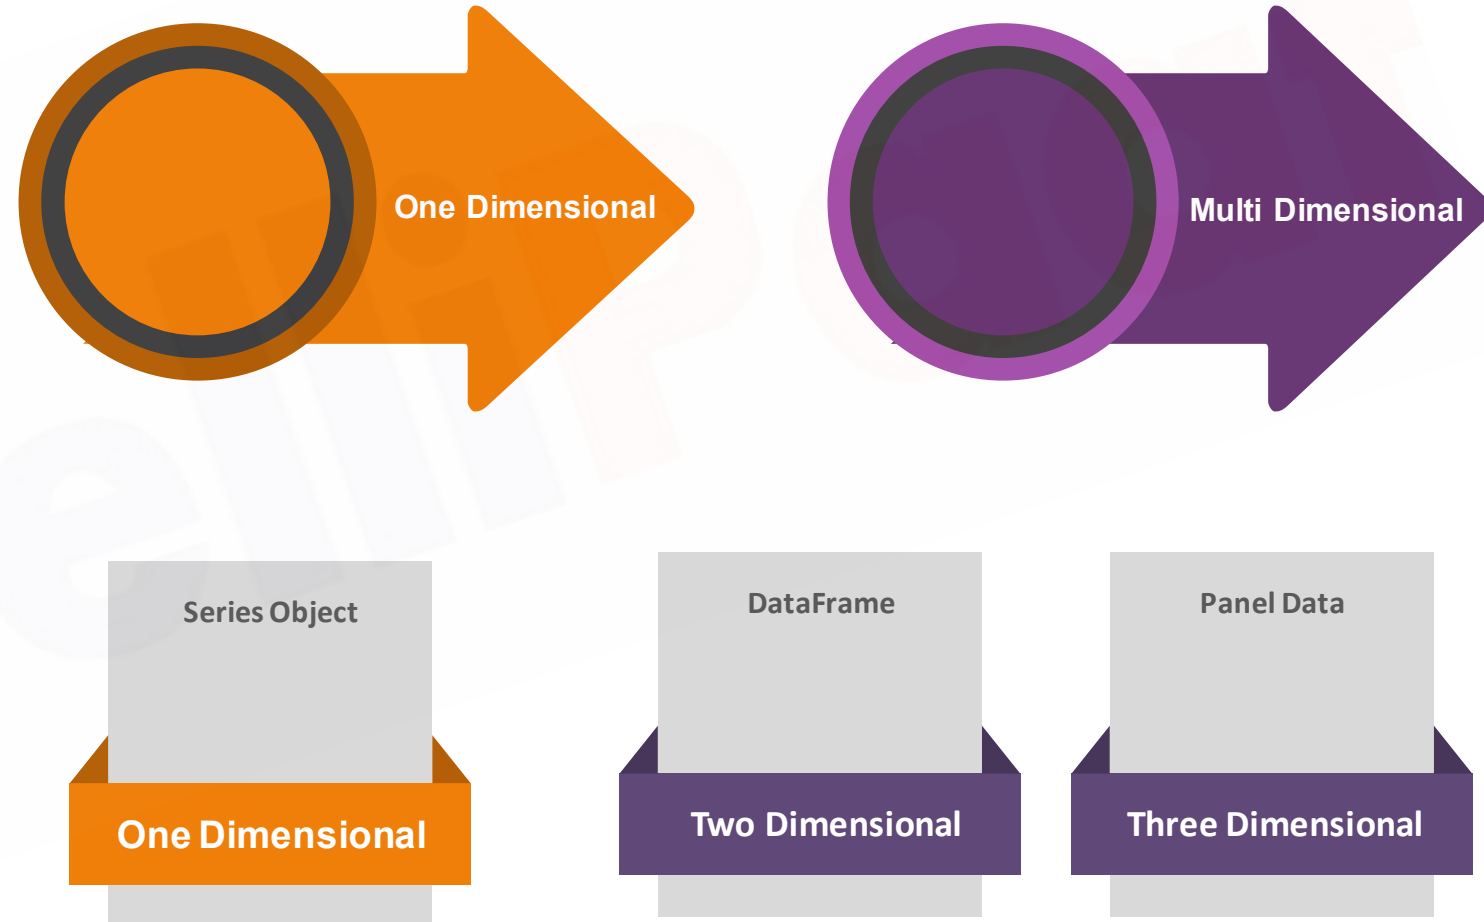 One Dimensional
Multi Dimensional
Series Object
DataFrame
Panel Data
One Dimensional
Two Dimensional
Three Dimensional